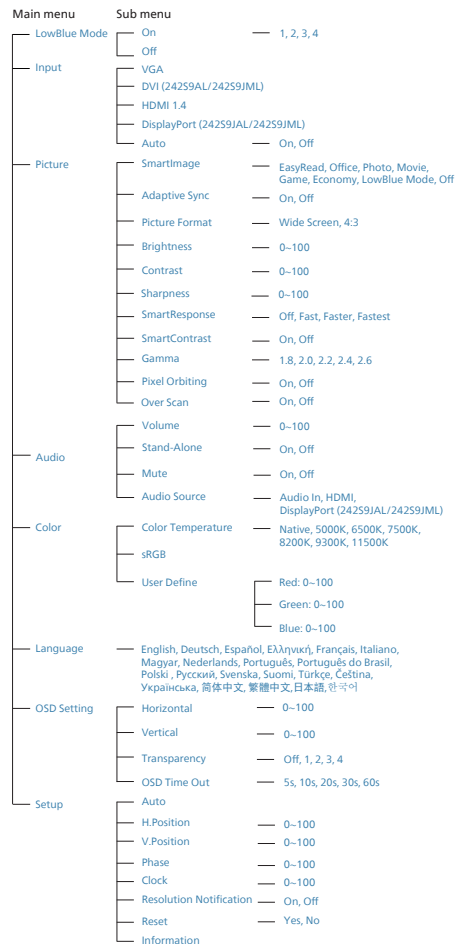 Main menu Sub menu
LowBlue Mode On 1, 2, 3, 4
Off
Input VGA
DVI (242S9AL/242S9JML)
HDMI 1.4
DisplayPort (242S9JAL/242S9JML)
Auto On, Off
Picture SmartImage EasyRead, Office, Photo, Movie,
Game, Economy, LowBlue Mode, Off
Adaptive Sync On, Off
Picture Format Wide Screen, 4:3
Brightness 0~100
Contrast 0~100
Sharpness 0~100
SmartResponse Off, Fast, Faster, Fastest
SmartContrast On, Off
Gamma 1.8, 2.0, 2.2, 2.4, 2.6
Pixel Orbiting On, Off
Over Scan On, Off
Audio Volume 0~100
Stand-Alone On, Off
Mute On, Off
Audio Source Audio In, HDMI,
DisplayPort (242S9JAL/242S9JML)
Color Color Temperature Native, 5000K, 6500K, 7500K,
8200K, 9300K, 11500K
sRGB
User Define Red: 0~100
Green: 0~100
Blue: 0~100
Language English, Deutsch, Español, Ελληνική, Français, Italiano,
Magyar, Nederlands, Português, Português do Brasil,
Polski , Русский, Svenska, Suomi, Türkçe, Čeština,
Українська, 简体中文, 繁體中文,日本語,한국어
OSD Setting Horizontal 0~100
Vertical 0~100
Transparency Off, 1, 2, 3, 4
OSD Time Out 5s, 10s, 20s, 30s, 60s
Setup Auto
H.Position 0~100
V.Position 0~100
Phase 0~100
Clock 0~100
Resolution Notification On, Off
Reset Yes, No
Information